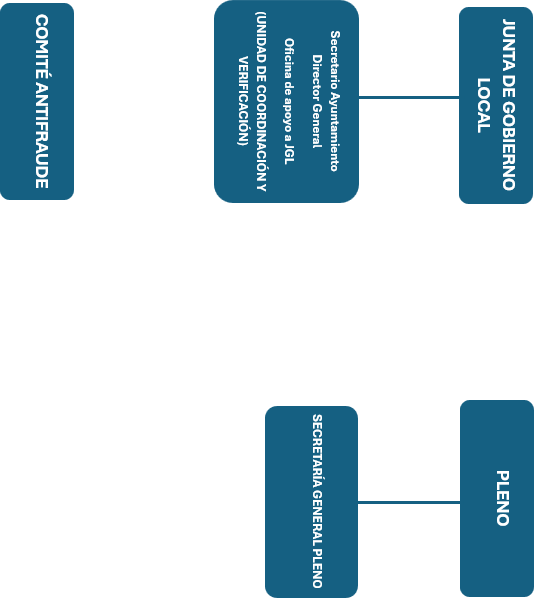 JUNTA DE GOBIERNO
LOCAL
Secretario Ayuntamiento
Director General
Oficina de apoyo a JGL
(UNIDAD DE COORDINACIÓN Y
VERIFICACIÓN)
COMITÉ ANTIFRAUDE
PLENO
SECRETARÍA GENERAL PLENO